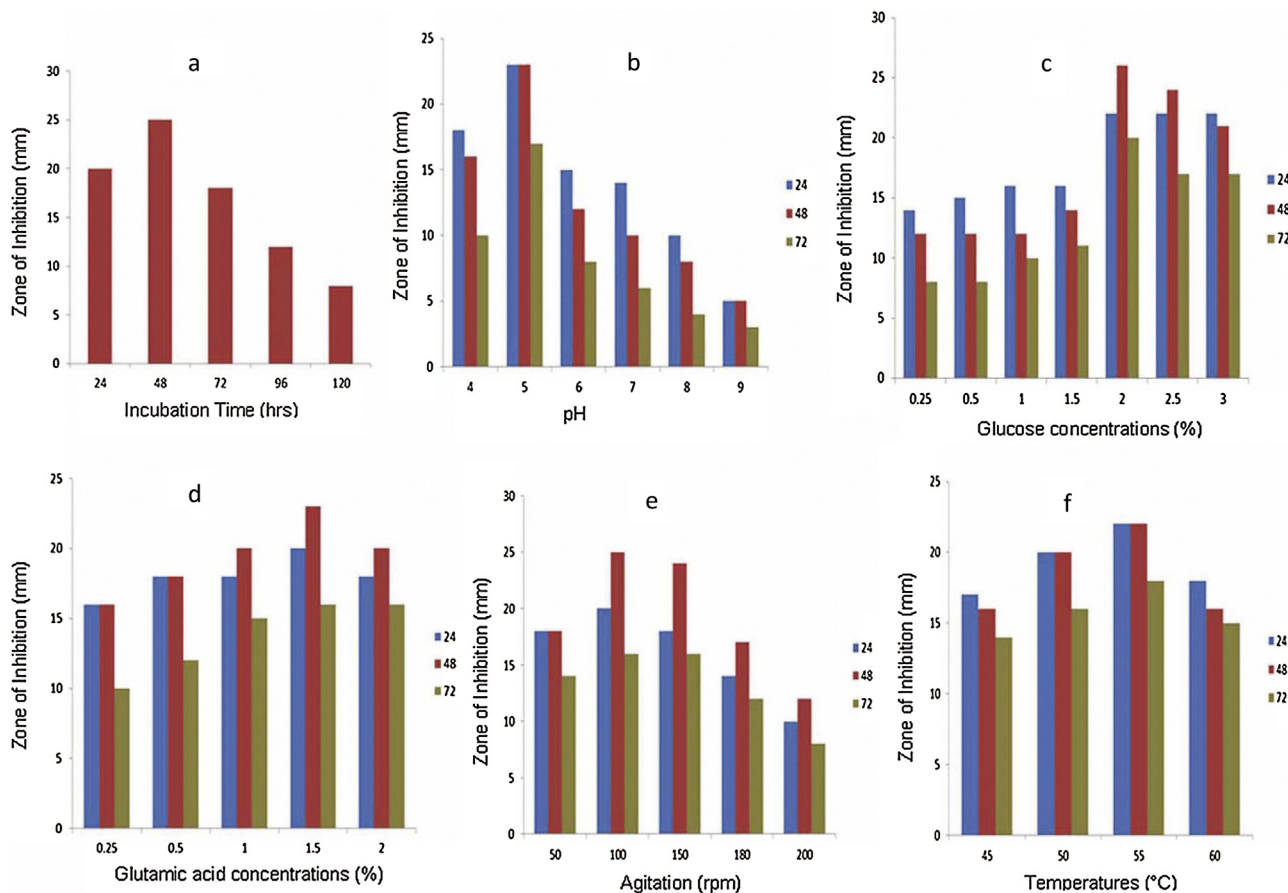 a
Zone of Inhibition (mm)
30
25
20
15
10
5
0
24 48 72 96 120
Incubation Time (hrs)
b
Zone of Inhibition (mm)
25
20
15
10
5
0
4 5 6 7 8 9
pH
24
48
72
c
Zone of Inhibition (mm)
30
25
20
15
10
5
0
0.25 0.5 1 1.5 2 2.5 3
Glucose concentrations (%)
24
48
72
d
Zone of Inhibition (mm)
25
20
15
10
5
0
0.25 0.5 1 1.5 2
Glutamic acid concentrations (%)
24
48
72
e
Zone of Inhibition (mm)
30
25
20
15
10
5
0
50 100 150 180 200
Agitation (rpm)
24
48
72
f
Zone of Inhibition (mm)
25
20
15
10
5
0
45 50 55 60
Temperatures (°C)
24
48
72